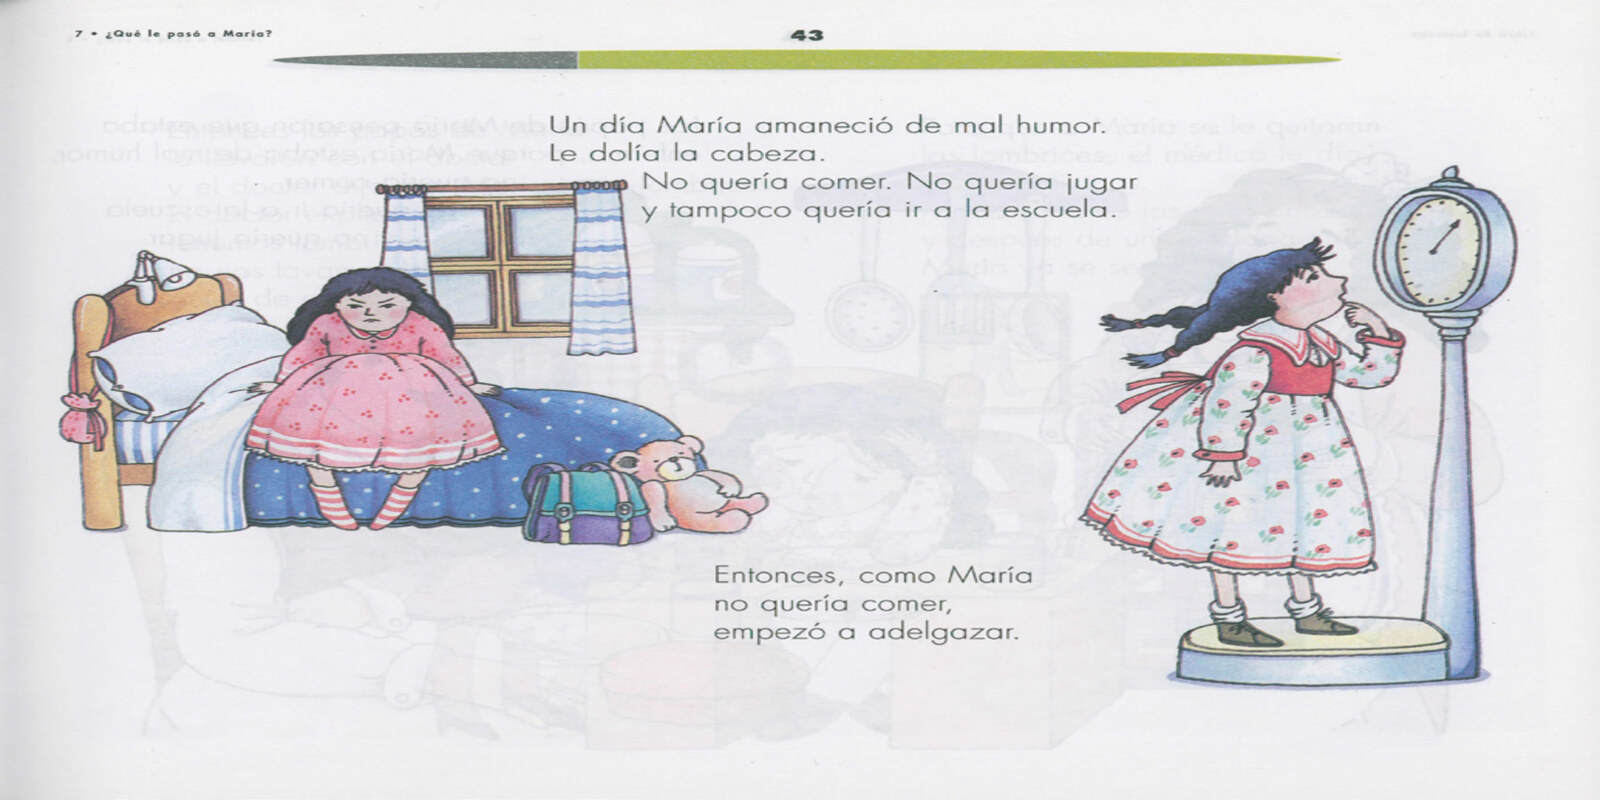 7 • ¿Qué le pasó a María?
43
Un día María amaneció de mal humor.
Le dolía la cabeza.
No quería comer. No quería jugar
y tampoco quería ir a la escuela.
Entonces, como María
no quería comer,
empezó a adelgazar.